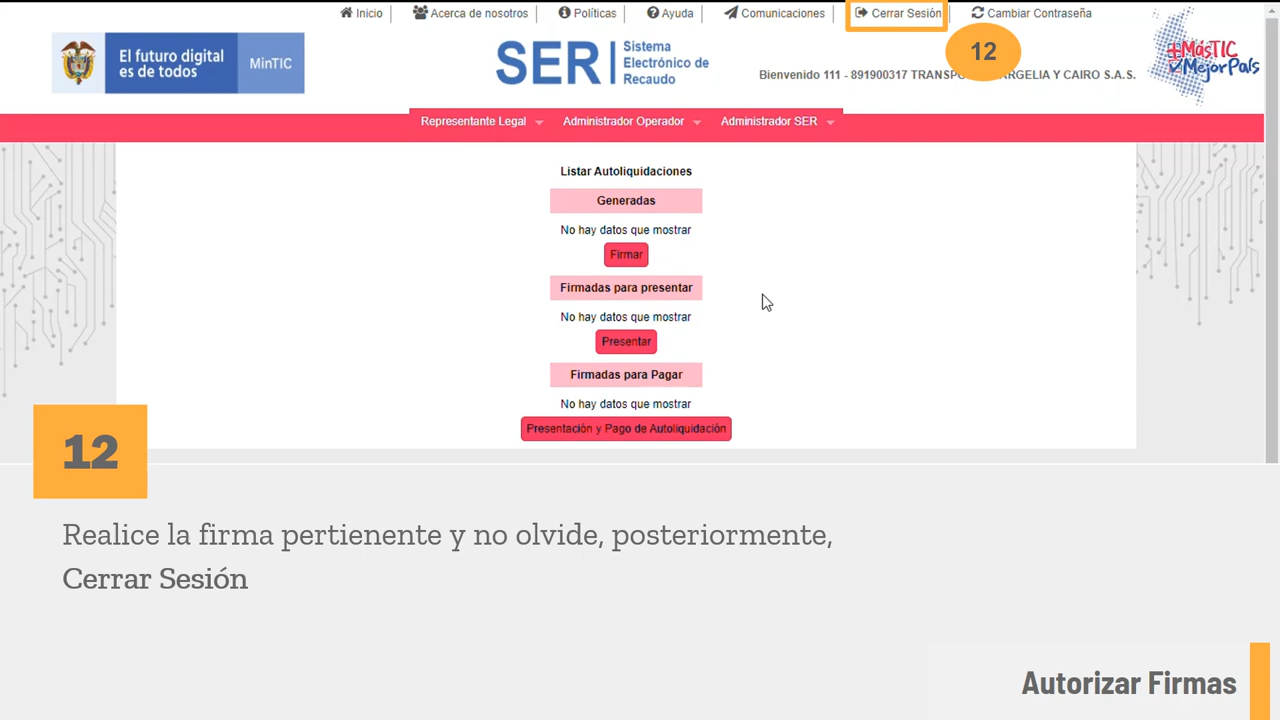 Inicio
Acerca de nosotros
Políticas
Ayuda
Comunicaciones
Cerrar Sesión
Cambiar Contraseña
12
El futuro digital
es de todos
MinTIC
SER
Sistema
Electrónico de
Recaudo
Bienvenido 111 - 891900317 TRANSPO ARGELIA Y CAIRO S.A.S.
#MásTIC
MejorPaís
Representante Legal
Administrador Operador
Administrador SER
Listar Autoliquidaciones
Generadas
No hay datos que mostrar
Firmar
Firmadas para presentar
No hay datos que mostrar
Presentar
Firmadas para Pagar
No hay datos que mostrar
Presentación y Pago de Autoliquidación
12
Realice la firma pertienente y no olvide, posteriormente,
Cerrar Sesión
Autorizar Firmas